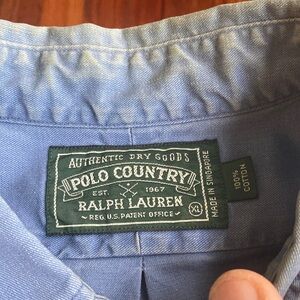 AUTHENTIC DRY GOODS
POLO COUNTRY
EST. 1967
RALPH LAUREN
REG. U.S. PATENT OFFICE
XL
MADE IN SINGAPORE
100%
COTTON